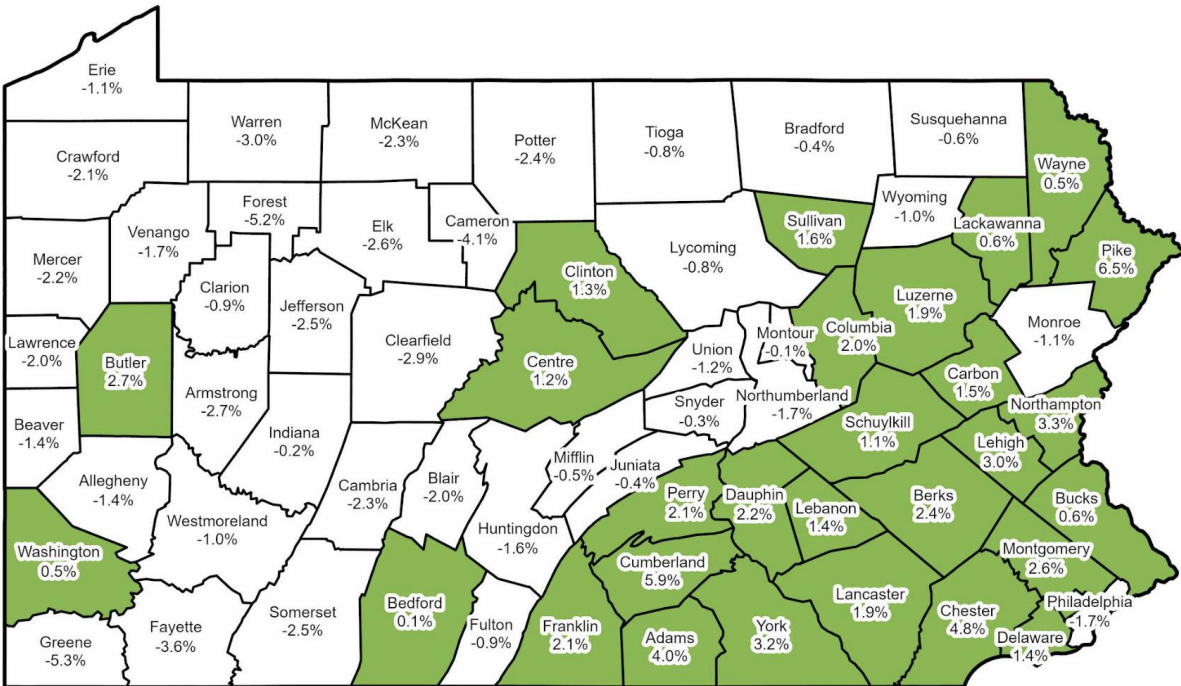 Erie
-1.1%
Warren
-3.0%
McKean
-2.3%
Potter
-2.4%
Tioga
-0.8%
Bradford
-0.4%
Susquehanna
-0.6%
Wayne
0.5%
Crawford
-2.1%
Forest
-5.2%
Venango
-1.7%
Elk
-2.6%
Cameron
-4.1%
Sullivan
1.6%
Wyoming
-1.0%
Lackawanna
0.6%
Pike
6.5%
Mercer
-2.2%
Clarion
-0.9%
Jefferson
-2.5%
Clinton
1.3%
Lycoming
-0.8%
Luzerne
1.9%
Monroe
-1.1%
Lawrence
-2.0%
Butler
2.7%
Clearfield
-2.9%
Centre
1.2%
Union
-1.2%
Montour
-0.1%
Columbia
2.0%
Carbon
1.5%
Armstrong
-2.7%
Snyder
-0.3%
Northumberland
-1.7%
Northampton
3.3%
Beaver
-1.4%
Indiana
-0.2%
Schuylkill
1.1%
Lehigh
3.0%
Allegheny
-1.4%
Cambria
-2.3%
Blair
-2.0%
Mifflin
-0.5%
Juniata
-0.4%
Perry
2.1%
Dauphin
2.2%
Lebanon
1.4%
Berks
2.4%
Bucks
0.6%
Westmoreland
-1.0%
Huntingdon
-1.6%
Washington
0.5%
Cumberland
5.9%
Montgomery
2.6%
Lancaster
1.9%
Philadelphia
-1.7%
Greene
-5.3%
Fayette
-3.6%
Somerset
-2.5%
Bedford
0.1%
Fulton
-0.9%
Franklin
2.1%
Adams
4.0%
York
3.2%
Chester
4.8%
Delaware
1.4%